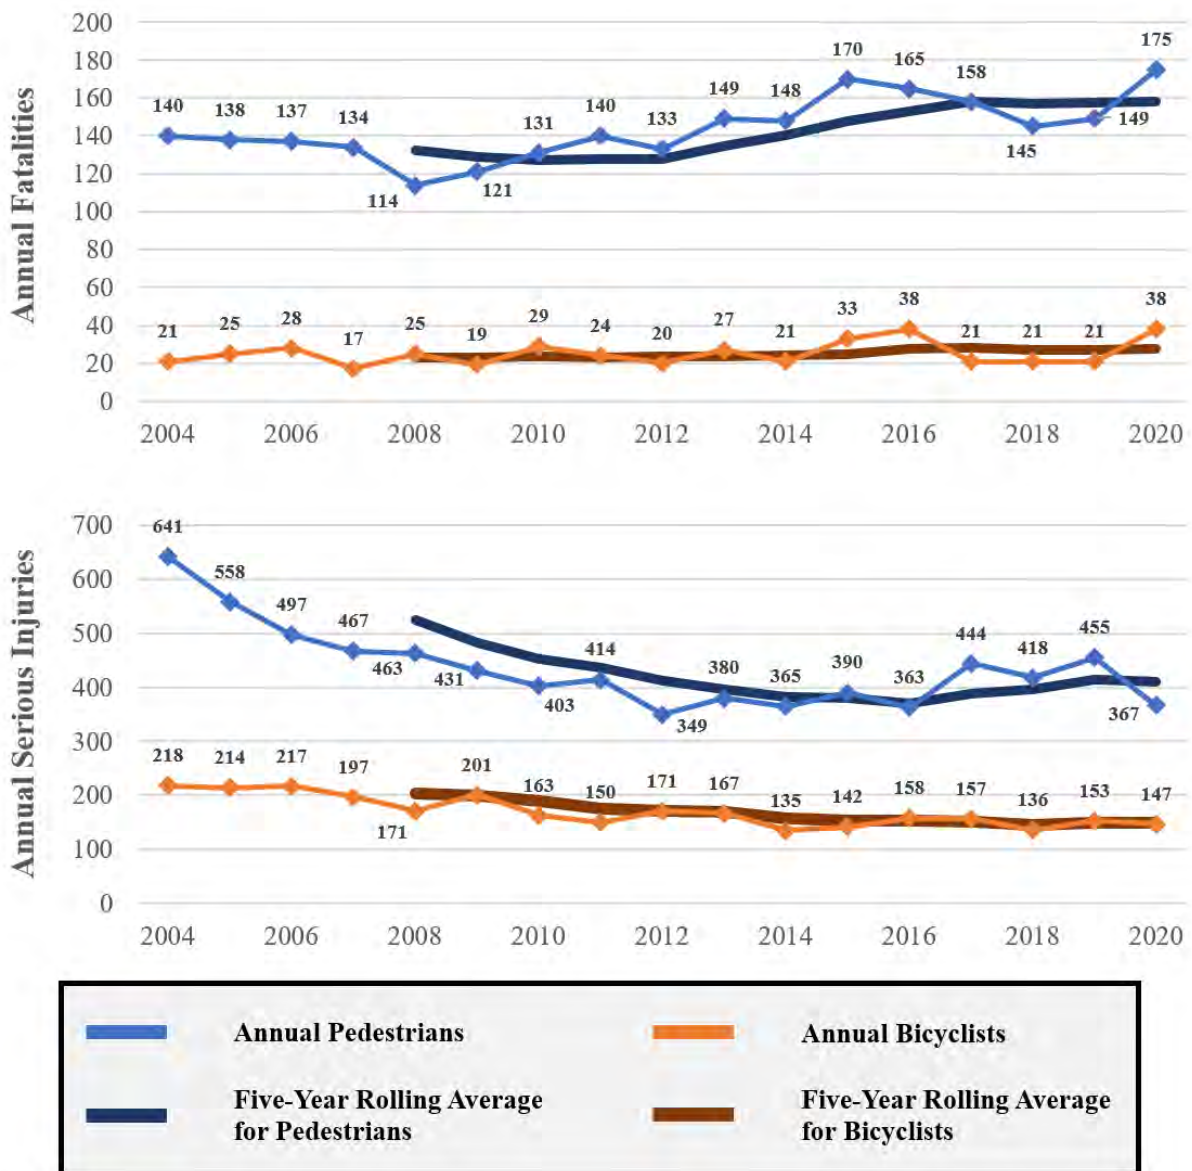 Annual Fatalities
200
180
160
140
120
100
80
60
40
20
0
140 138 137 134 114 121 131 140 133 149 148 170 165 158 145 149 175
21 25 28 17 25 19 29 24 20 27 21 33 38 21 21 21 38
2004 2006 2008 2010 2012 2014 2016 2018 2020
Annual Serious Injuries
700
600
500
400
300
200
100
0
641 558 497 467 463 431 403 414 349 380 365 390 363 444 418 455 367
218 214 217 197 171 201 163 150 171 167 135 142 158 157 136 153 147
2004 2006 2008 2010 2012 2014 2016 2018 2020
Annual Pedestrians
Annual Bicyclists
Five-Year Rolling Average
for Pedestrians
Five-Year Rolling Average
for Bicyclists